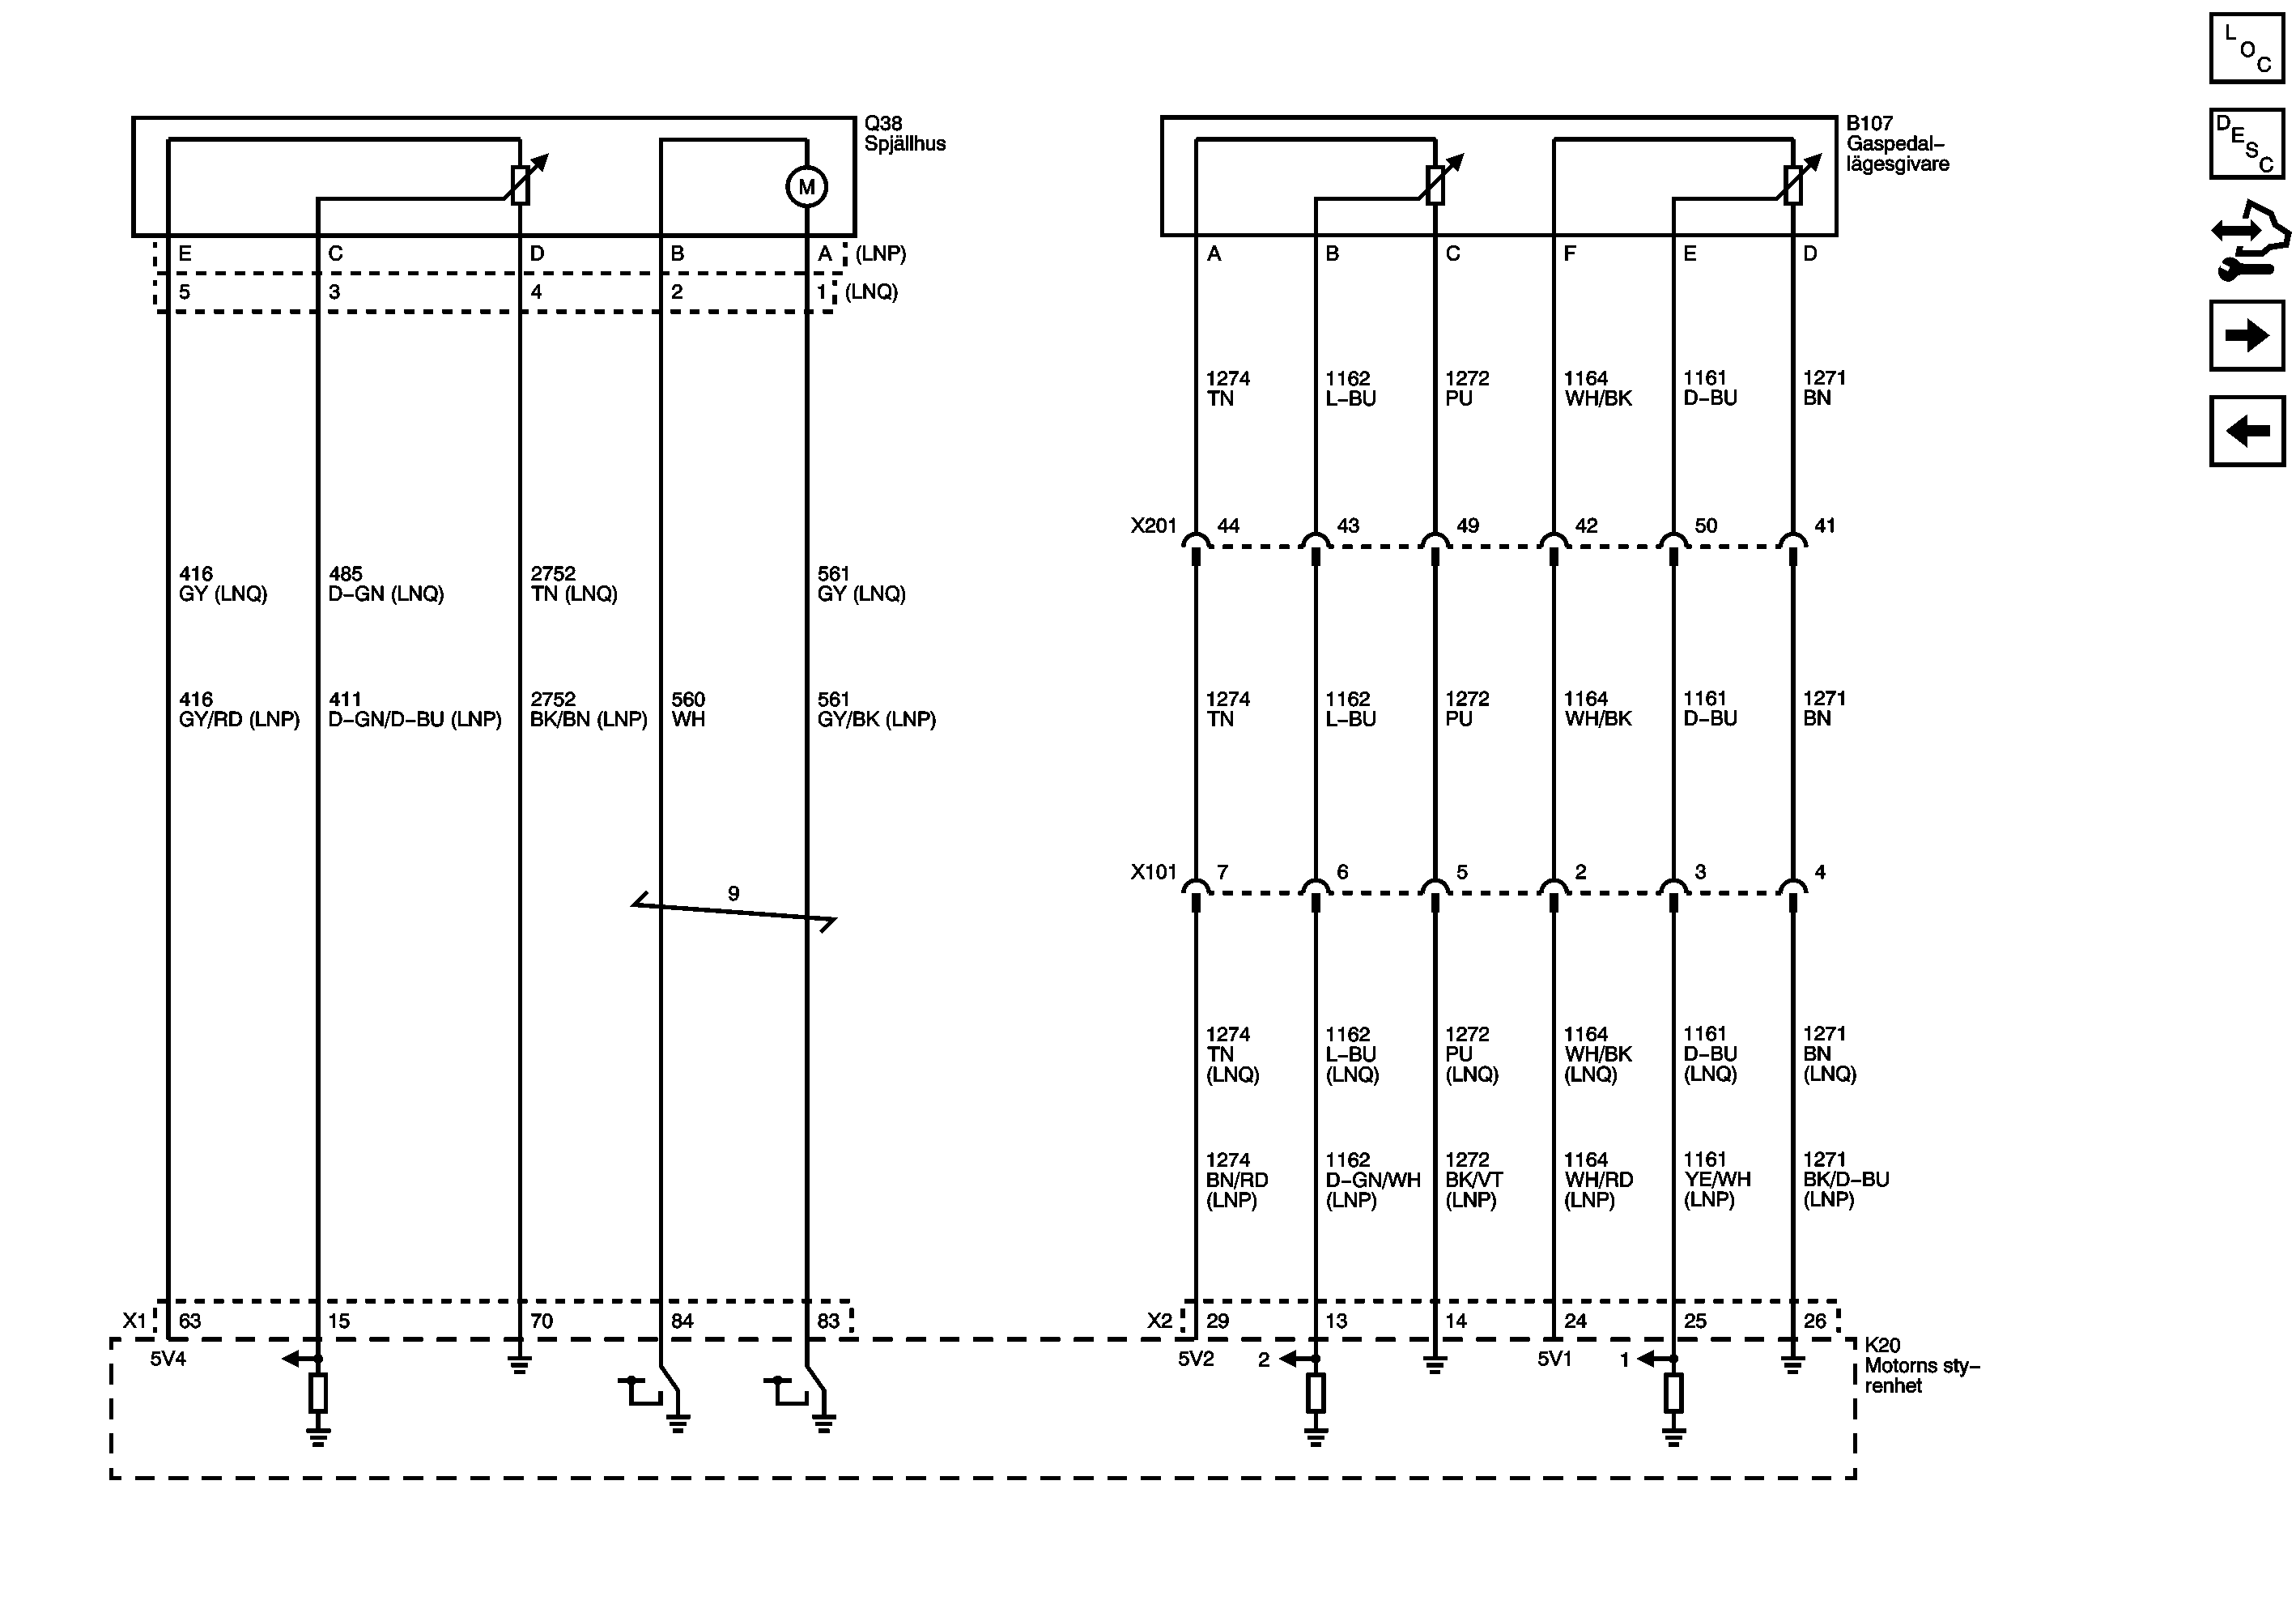 L
O
C
D
E
S
C
Q38
Spjällhus
B107
Gaspedal–
lägesgivare
E C D B A (LNP)
5 3 4 2 1 (LNQ)
A B C F E D
1274 1162 1272 1164 1161 1271
TN L–BU PU WH/BK D–BU BN
X201 44 43 49 42 50 41
416 485 2752 561
GY (LNQ) D–GN (LNQ) TN (LNQ) GY (LNQ)
416 411 2752 560 561
GY/RD (LNP) D–GN/D–BU (LNP) BK/BN (LNP) WH GY/BK (LNP)
1274 1162 1272 1164 1161 1271
TN L–BU PU WH/BK D–BU BN
X101 7 6 5 2 3 4
9
1274 1162 1272 1164 1161 1271
TN L–BU PU WH/BK D–BU BN
(LNQ) (LNQ) (LNQ) (LNQ) (LNQ) (LNQ)
1274 1162 1272 1164 1161 1271
BN/RD D–GN/WH BK/VT WH/RD YE/WH BK/D–BU
(LNP) (LNP) (LNP) (LNP) (LNP) (LNP)
X1 63 15 70 84 83
X2 29 13 14 24 25 26
5V4 5V2 2 5V1 1
K20
Motorns sty–
renhet
M